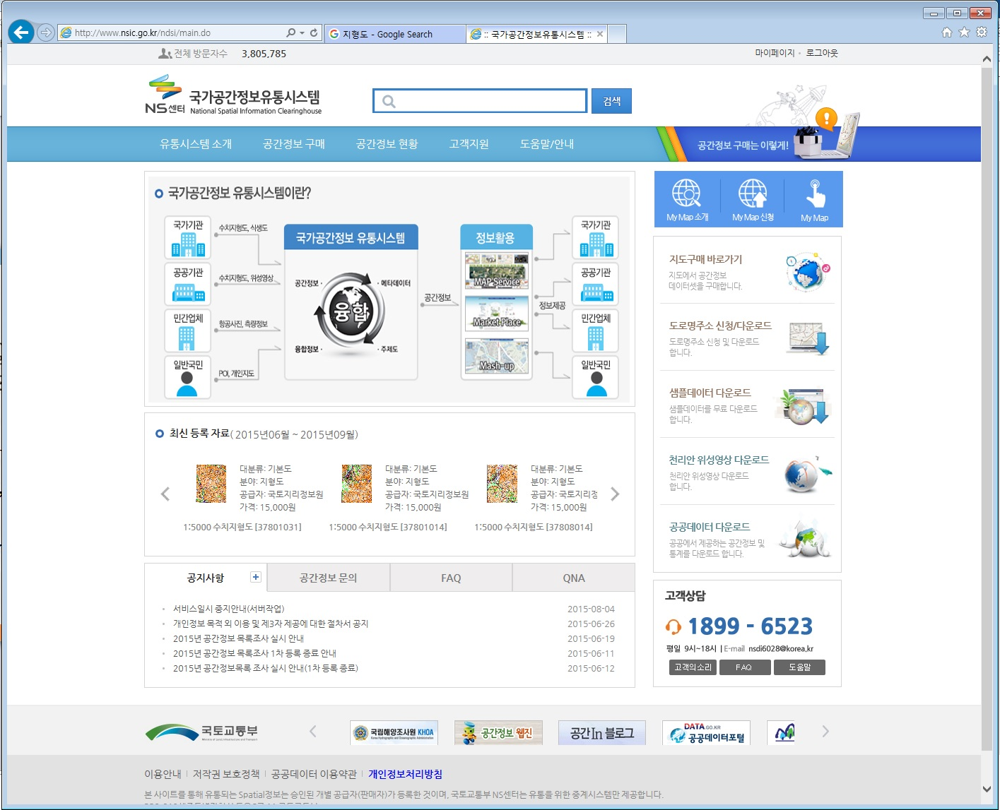 http://www.nsic.go.kr/ndsi/main.do
지형도 - Google Search
:: 국가공간정보유통시스템 ::
전체 방문자수 3,805,785
마이페이지 · 로그아웃
NS센터 국가공간정보유통시스템
National Spatial Information Clearinghouse
검색
유통시스템 소개 공간정보 구매 공간정보 현황 고객지원 도움말/안내
공간정보 구매는 이렇게!
국가공간정보 유통시스템이란?
국가기관
수치지형도, 식생도
공공기관
수치지형도, 위성영상
민간업체
항공사진, 측량정보
일반국민
POI, 개인지도
국가공간정보 유통시스템
공간정보 · · 메타데이터
융합
융합정보 · · 주제도
공간정보
정보활용
MAP Service
Market Place
Mash-up
정보제공
국가기관
공공기관
민간업체
일반국민
My Map 소개 My Map 신청 My Map
지도구매 바로가기
지도에서 공간정보
데이터셋을 구매합니다.
도로명주소 신청/다운로드
도로명주소 신청 및 다운로드
합니다.
샘플데이터 다운로드
샘플데이터를 무료 다운로드
합니다.
천리안 위성영상 다운로드
천리안 위성영상 다운로드
합니다.
공공데이터 다운로드
공공에서 제공하는 공간정보 및
통계를 다운로드 합니다.
최신 등록 자료( 2015년06월 ~ 2015년09월)
대분류: 기본도
분야: 지형도
공급자: 국토지리정보원
가격: 15,000원
1:5000 수치지형도 [37801031]
대분류: 기본도
분야: 지형도
공급자: 국토지리정보원
가격: 15,000원
1:5000 수치지형도 [37801014]
대분류: 기본도
분야: 지형도
공급자: 국토지리정
가격: 15,000원
1:5000 수치지형도 [37808014]
공지사항 공간정보 문의 FAQ QNA
서비스일시 중지안내(서버작업) 2015-08-04
개인정보 목적 외 이용 및 제3자 제공에 대한 절차서 공지 2015-06-26
2015년 공간정보 목록조사 실시 안내 2015-06-19
2015년 공간정보 목록조사 1차 등록 종료 안내 2015-06-11
2015년 공간정보목록 조사 실시 안내(1차 등록 종료) 2015-06-12
고객상담
1899 - 6523
평일 9시~18시 | E-mail nsdi6028@korea.kr
고객의소리 FAQ 도움말
국토교통부
Ministry of Land, Infrastructure and Transport
국립해양조사원 KHOA
Korea Hydrographic and Oceanographic Administration
공간정보 웹진
공간In 블로그
DATA.GO.KR
공공데이터포털
이용안내 | 저작권 보호정책 | 공공데이터 이용약관 | 개인정보처리방침
본 사이트를 통해 유통되는 Spatial정보는 승인된 개별 공급자(판매자)가 등록한 것이며, 국토교통부 NS센터는 유통을 위한 중계시스템만 제공합니다.